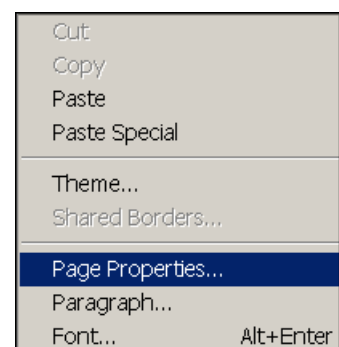 Cut
Copy
Paste
Paste Special
Theme...
Shared Borders...
Page Properties...
Paragraph...
Font... Alt+Enter